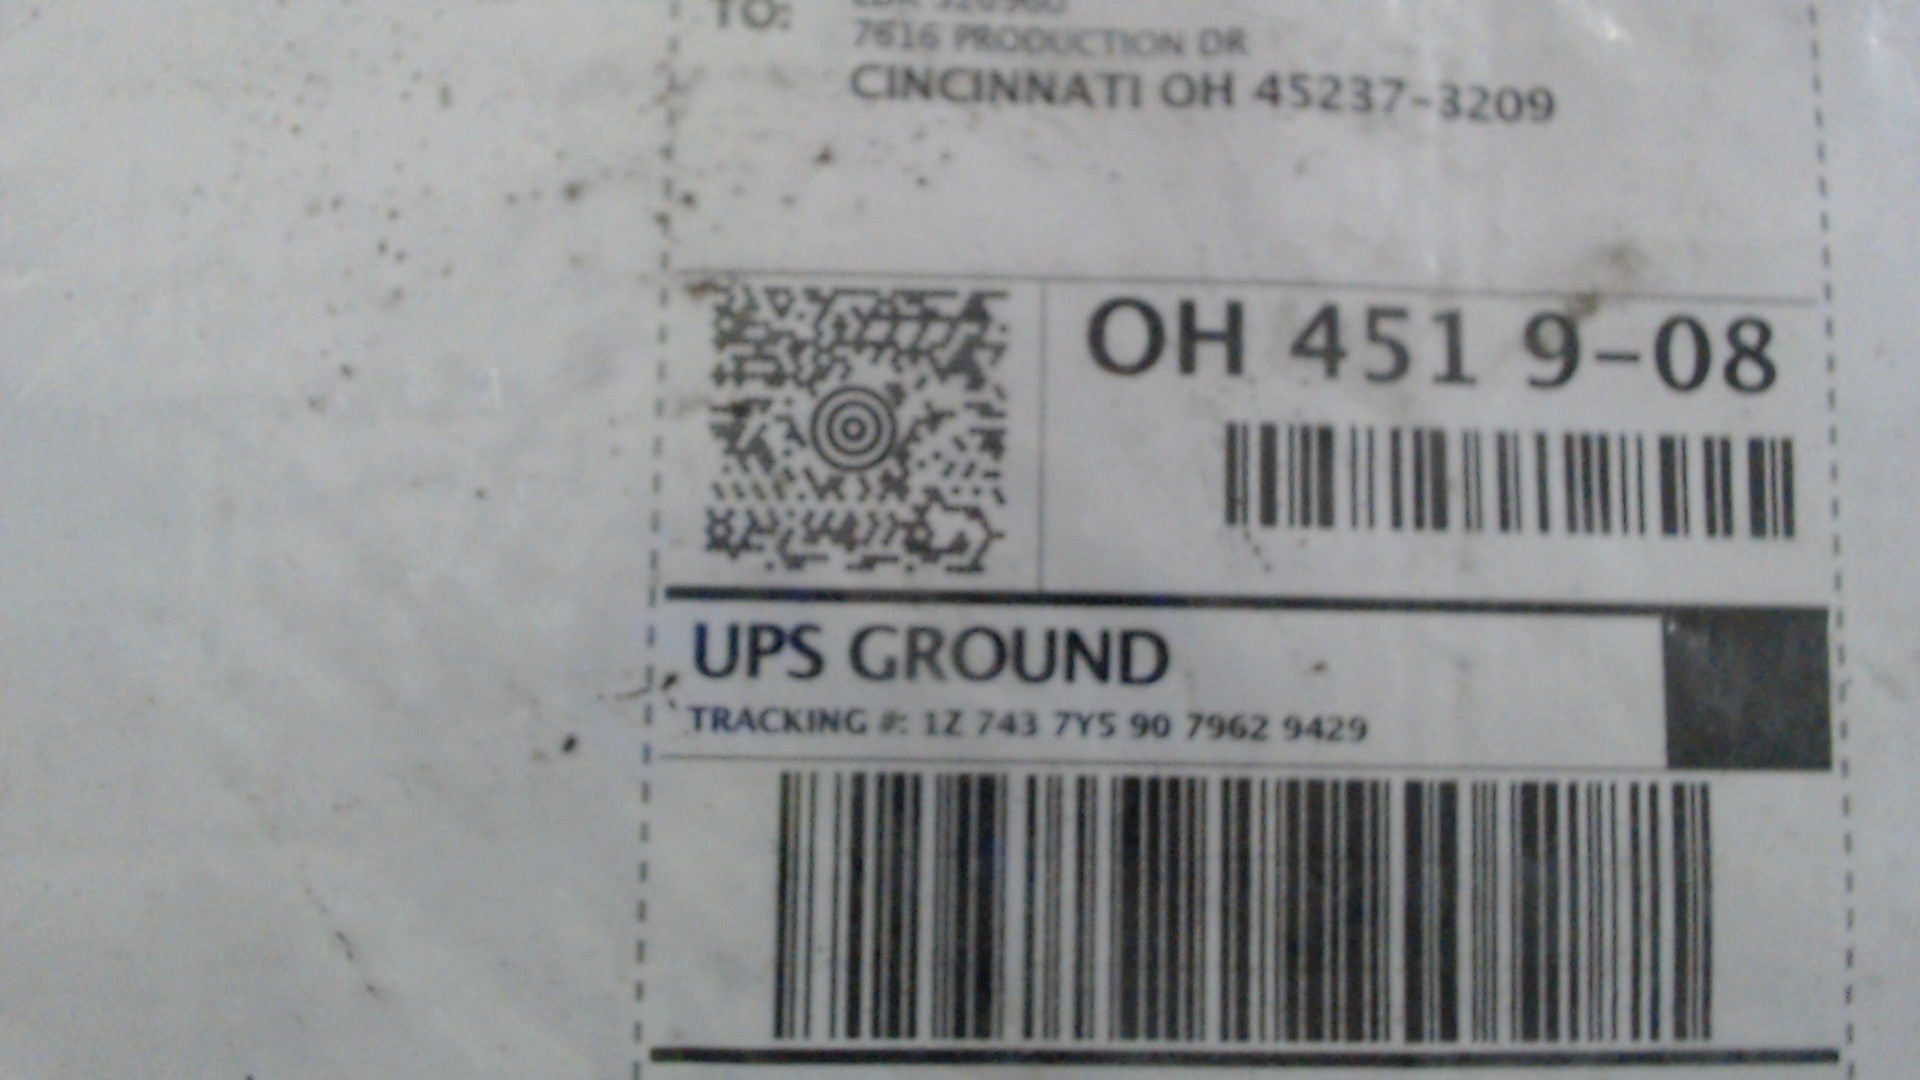 TO:
7616 PRODUCTION DR
CINCINNATI OH 45237-3209
OH 451 9-08
UPS GROUND
TRACKING #: 1Z 743 7Y5 90 7962 9429